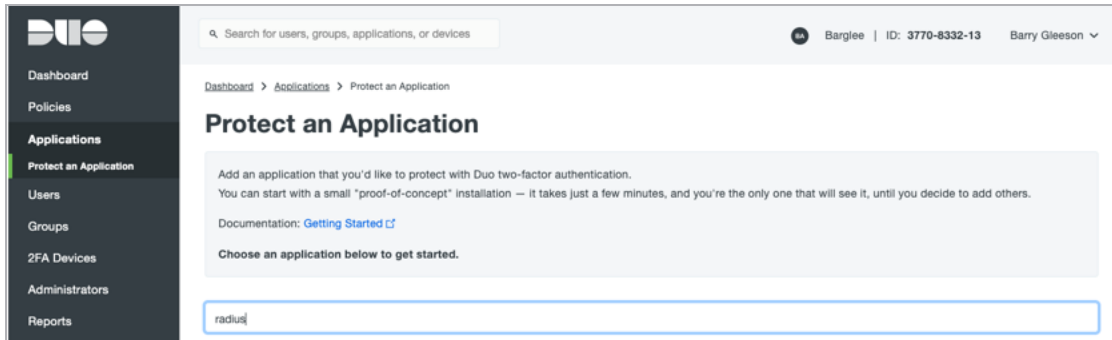 DUO
Search for users, groups, applications, or devices
BA
Barglee | ID: 3770-8332-13
Barry Gleeson
Dashboard
Policies
Applications
Protect an Application
Users
Groups
2FA Devices
Administrators
Reports
Dashboard > Applications > Protect an Application
Protect an Application
Add an application that you'd like to protect with Duo two-factor authentication.
You can start with a small "proof-of-concept" installation — it takes just a few minutes, and you're the only one that will see it, until you decide to add others.
Documentation: Getting Started
Choose an application below to get started.
radius